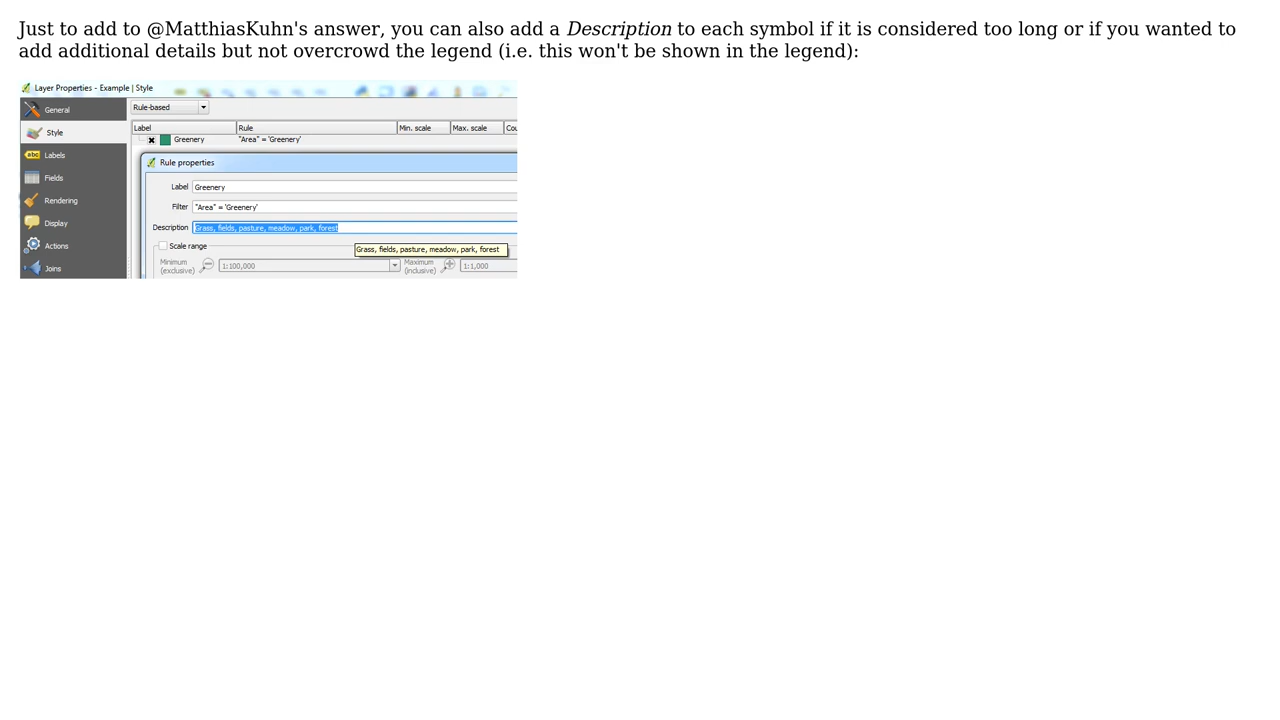 Just to add to @MatthiasKuhn's answer, you can also add a Description to each symbol if it is considered too long or if you wanted to
add additional details but not overcrowd the legend (i.e. this won't be shown in the legend):
Layer Properties - Example | Style
General
Style
Labels
Fields
Rendering
Display
Actions
Joins
Rule-based
Label Rule Min. scale Max. scale Cou
Greenery "Area" = 'Greenery'
Rule properties
Label Greenery
Filter "Area" = 'Greenery'
Description Grass, fields, pasture, meadow, park, forest
Scale range
Grass, fields, pasture, meadow, park, forest
Minimum
(exclusive) 1:100,000
Maximum
(inclusive) 1:1,000